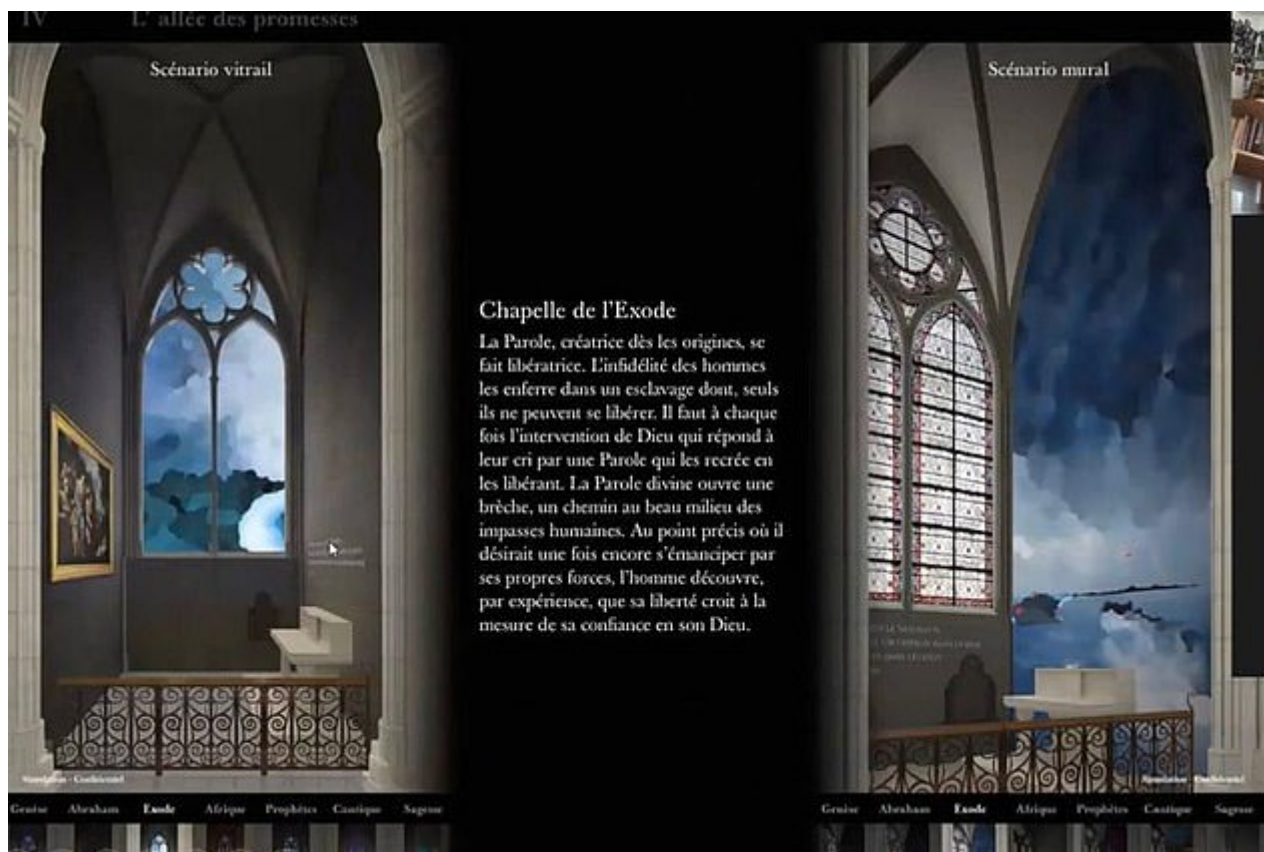 IV L'allée des promesses
Scénario vitrail
Scénario mural
Chapelle de l'Exode
La Parole, créatrice dès les origines, se
fait libératrice. L'infidélité des hommes
les enferre dans un esclavage dont, seuls
ils ne peuvent se libérer. Il faut à chaque
fois l'intervention de Dieu qui répond à
leur cri par une Parole qui les recrée en
les libérant. La Parole divine ouvre une
brèche, un chemin au beau milieu des
impasses humaines. Au point précis où il
désirait une fois encore s'émanciper par
ses propres forces, l'homme découvre,
par expérience, que sa liberté croit à la
mesure de sa confiance en son Dieu.
Simulation - Confidentiel
Simulation - Confidentiel
Genèse Abraham Exode Afrique Prophètes Cantique Sagesse
Genèse Abraham Exode Afrique Prophètes Cantique Sagesse